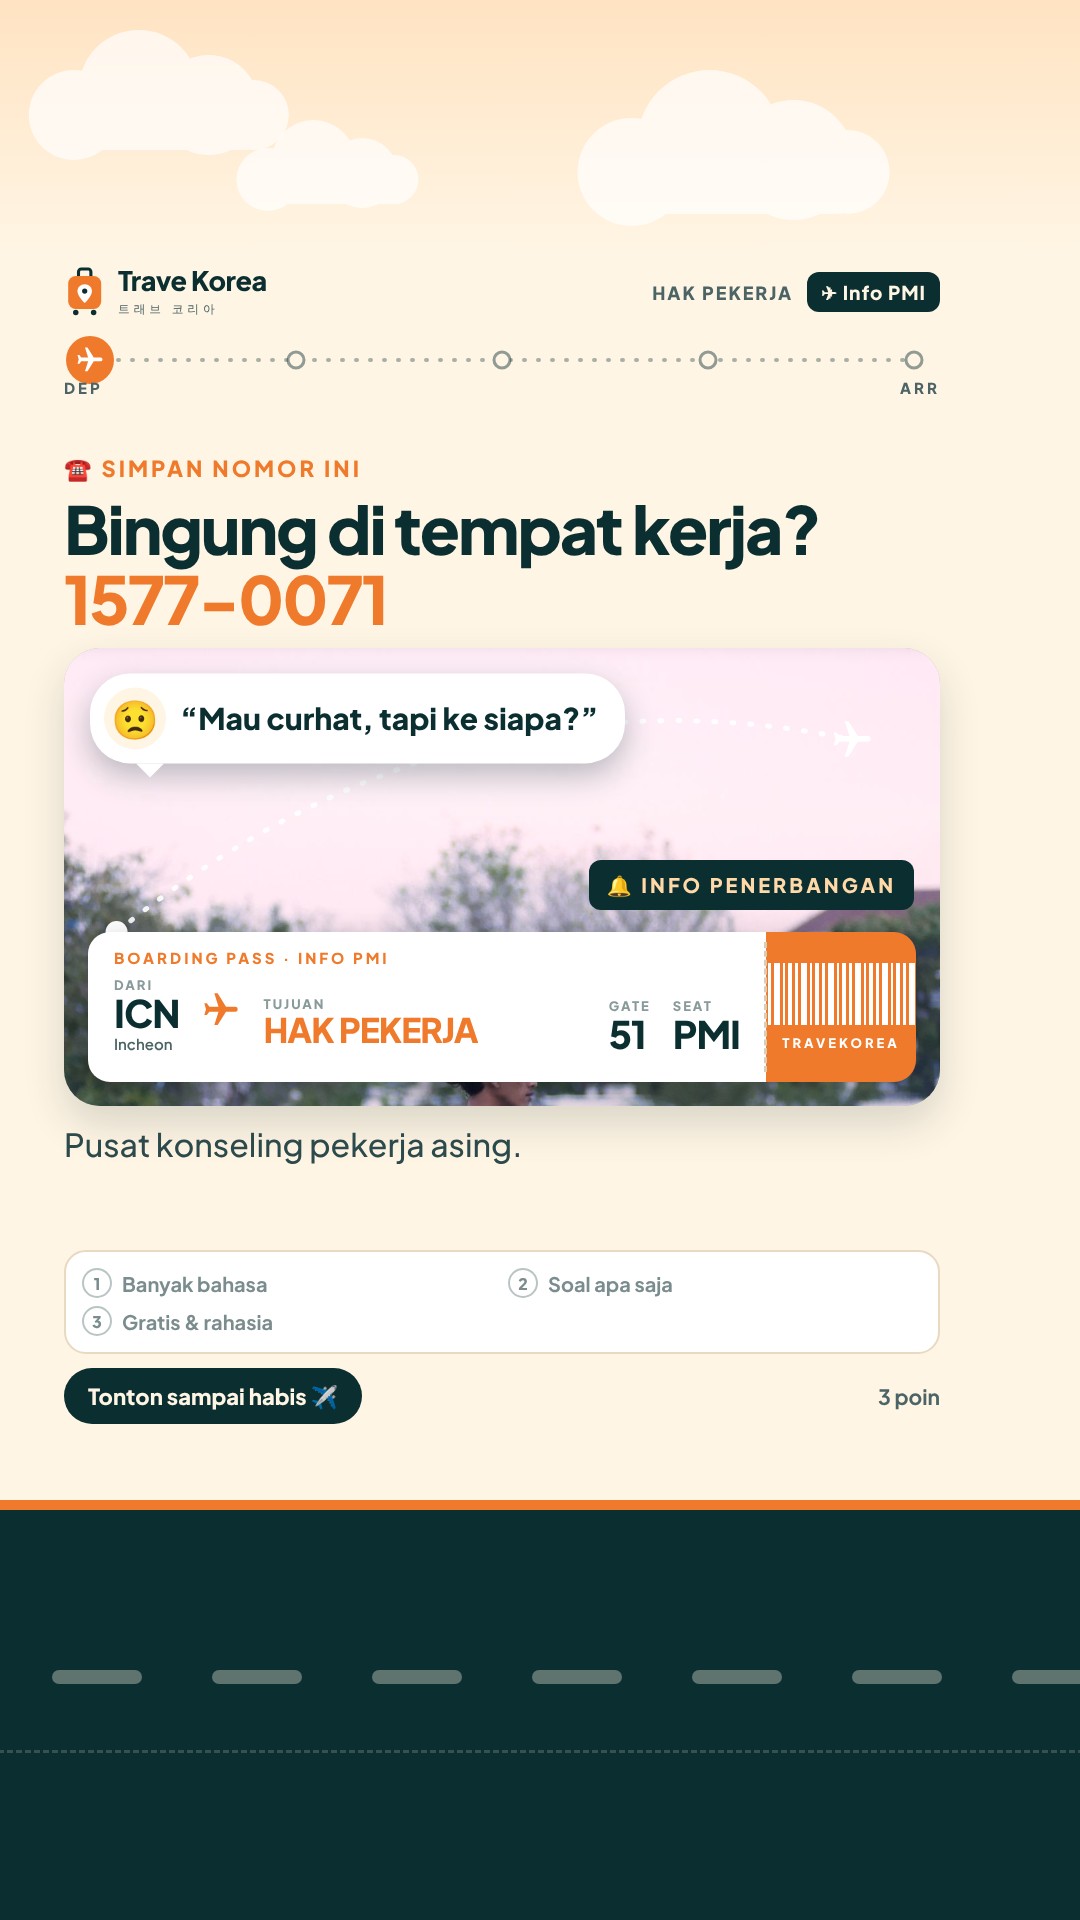 Trave Korea
트래브 코리아
HAK PEKERJA
✈ Info PMI
DEP
ARR
☎️ SIMPAN NOMOR INI
Bingung di tempat kerja?
1577-0071
😟 “Mau curhat, tapi ke siapa?”
🔔 INFO PENERBANGAN
BOARDING PASS · INFO PMI
DARI
ICN
Incheon
TUJUAN
HAK PEKERJA
GATE
51
SEAT
PMI
TRAVEKOREA
Pusat konseling pekerja asing.
1 Banyak bahasa
2 Soal apa saja
3 Gratis & rahasia
Tonton sampai habis ✈️
3 poin